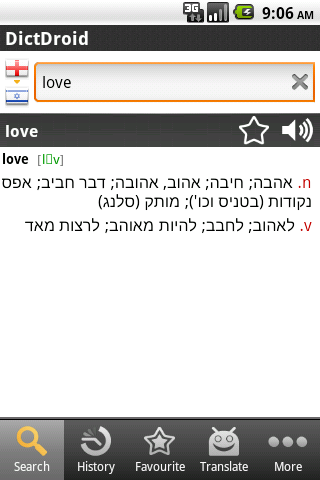 3G 9:06 AM
DictDroid
love
love
love [l▯v]
n. אהבה; חיבה; אהוב, אהובה; דבר חביב; אפס
נקודות (בטניס וכו'); מותק (סלנג)
v. לאהוב; לחבב; להיות מאוהב; לרצות מאד
Search History Favourite Translate More